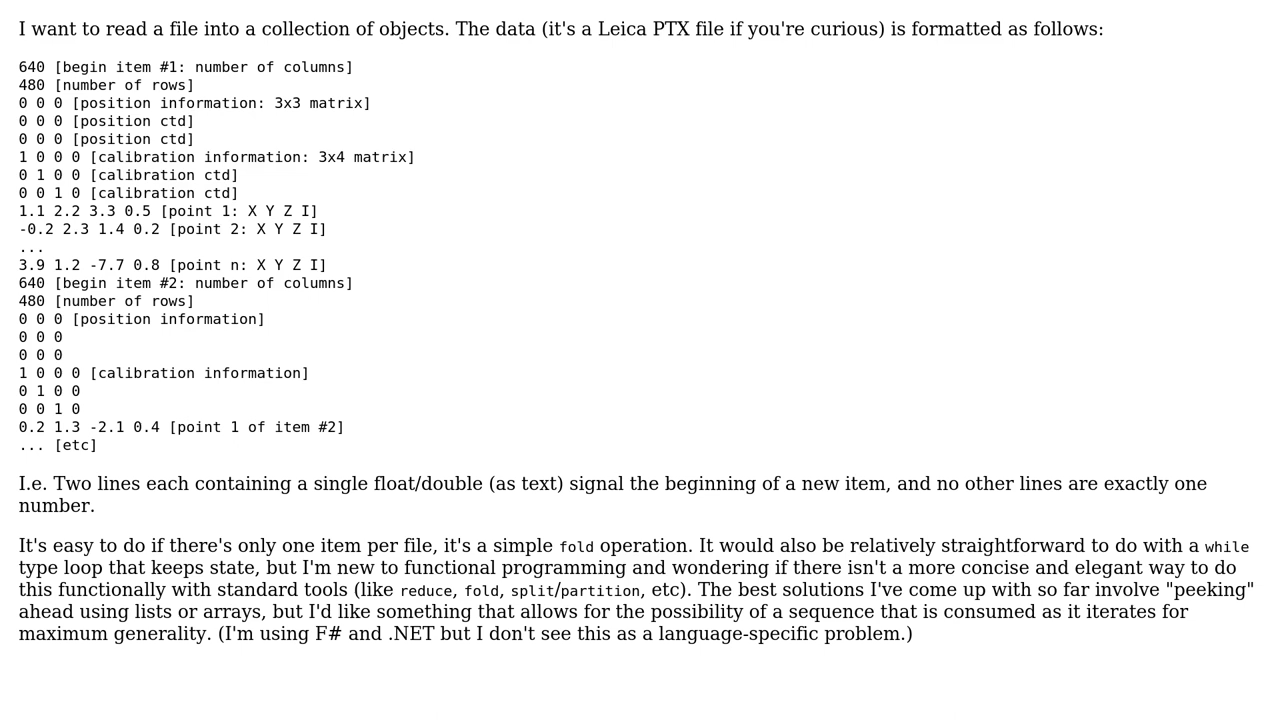 I want to read a file into a collection of objects. The data (it's a Leica PTX file if you're curious) is formatted as follows:
640 [begin item #1: number of columns]
480 [number of rows]
0 0 0 [position information: 3x3 matrix]
0 0 0 [position ctd]
0 0 0 [position ctd]
1 0 0 0 [calibration information: 3x4 matrix]
0 1 0 0 [calibration ctd]
0 0 1 0 [calibration ctd]
1.1 2.2 3.3 0.5 [point 1: X Y Z I]
-0.2 2.3 1.4 0.2 [point 2: X Y Z I]
...
3.9 1.2 -7.7 0.8 [point n: X Y Z I]
640 [begin item #2: number of columns]
480 [number of rows]
0 0 0 [position information]
0 0 0
0 0 0
1 0 0 0 [calibration information]
0 1 0 0
0 0 1 0
0.2 1.3 -2.1 0.4 [point 1 of item #2]
... [etc]
I.e. Two lines each containing a single float/double (as text) signal the beginning of a new item, and no other lines are exactly one
number.
It's easy to do if there's only one item per file, it's a simple fold operation. It would also be relatively straightforward to do with a while
type loop that keeps state, but I'm new to functional programming and wondering if there isn't a more concise and elegant way to do
this functionally with standard tools (like reduce, fold, split/partition, etc). The best solutions I've come up with so far involve "peeking"
ahead using lists or arrays, but I'd like something that allows for the possibility of a sequence that is consumed as it iterates for
maximum generality. (I'm using F# and .NET but I don't see this as a language-specific problem.)